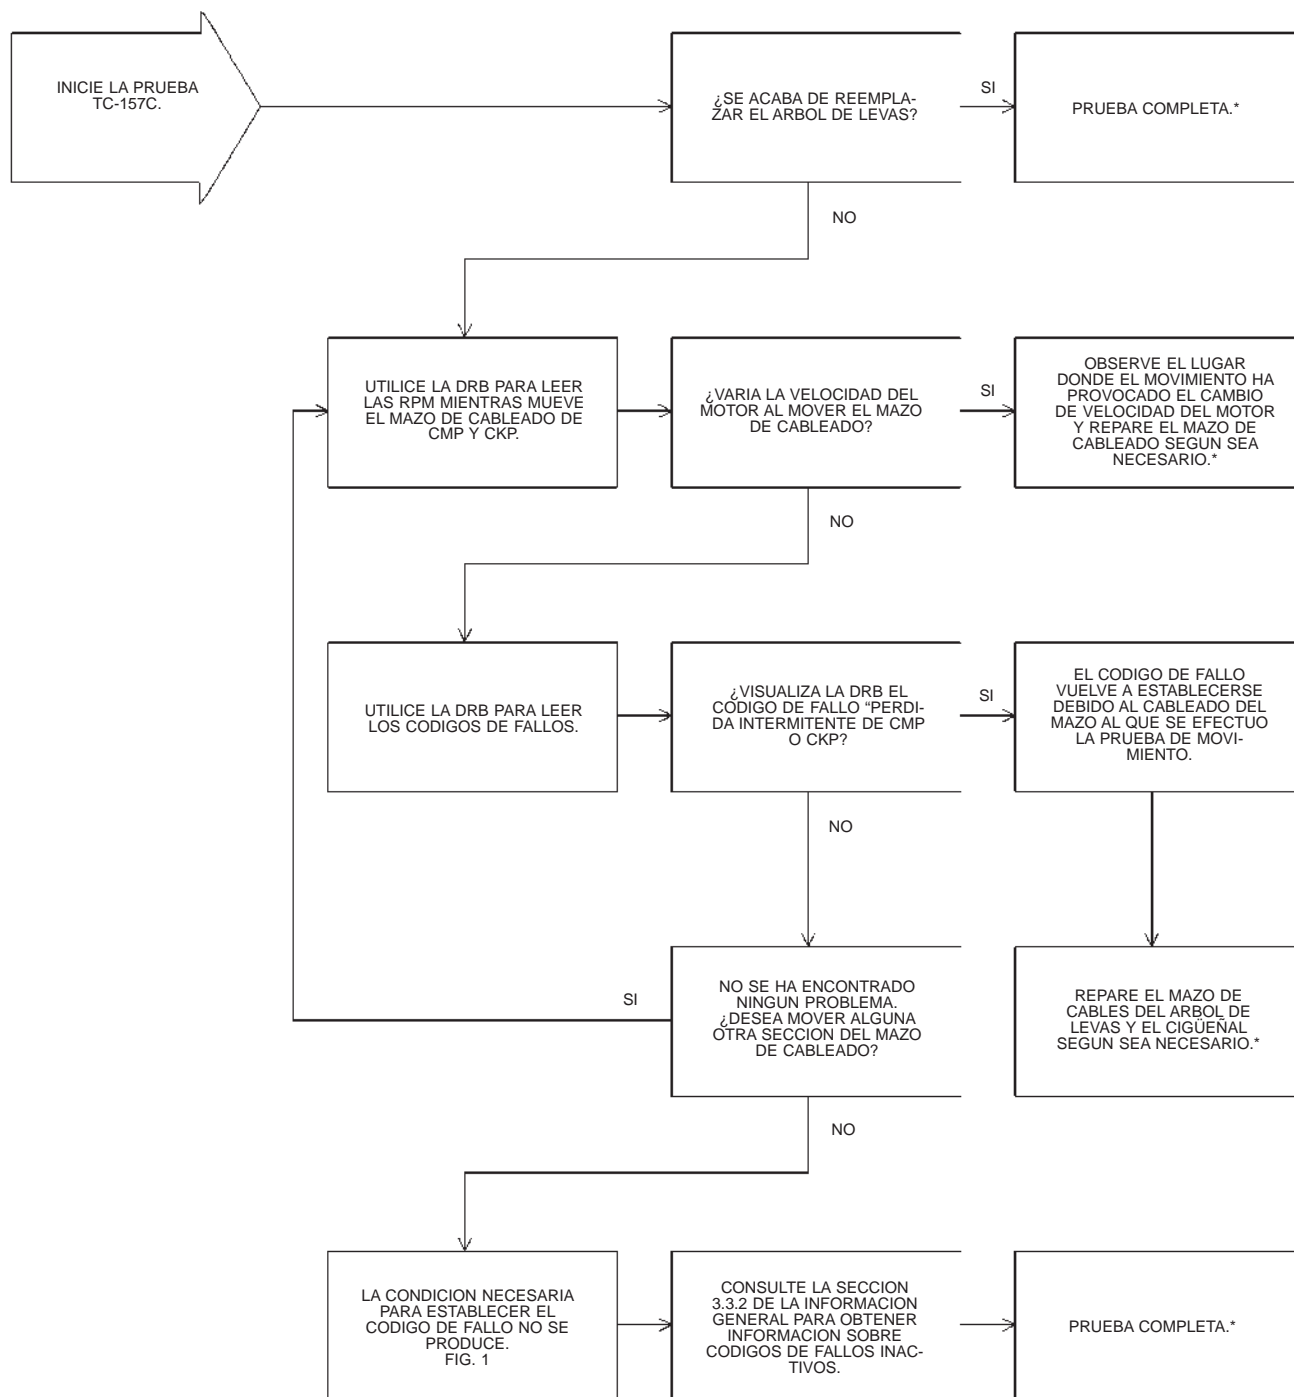 INICIE LA PRUEBA
TC-157C.
¿SE ACABA DE REEMPLA-
ZAR EL ARBOL DE LEVAS?
SI
PRUEBA COMPLETA.*
NO
UTILICE LA DRB PARA LEER
LAS RPM MIENTRAS MUEVE
EL MAZO DE CABLEADO DE
CMP Y CKP.
¿VARIA LA VELOCIDAD DEL
MOTOR AL MOVER EL MAZO
DE CABLEADO?
SI
OBSERVE EL LUGAR
DONDE EL MOVIMIENTO HA
PROVOCADO EL CAMBIO
DE VELOCIDAD DEL MOTOR
Y REPARE EL MAZO DE
CABLEADO SEGUN SEA
NECESARIO.*
NO
UTILICE LA DRB PARA LEER
LOS CODIGOS DE FALLOS.
¿VISUALIZA LA DRB EL
CODIGO DE FALLO “PERDI-
DA INTERMITENTE DE CMP
O CKP?
SI
EL CODIGO DE FALLO
VUELVE A ESTABLECERSE
DEBIDO AL CABLEADO DEL
MAZO AL QUE SE EFECTUO
LA PRUEBA DE MOVI-
MIENTO.
NO
SI
NO SE HA ENCONTRADO
NINGUN PROBLEMA.
¿DESEA MOVER ALGUNA
OTRA SECCION DEL MAZO
DE CABLEADO?
REPARE EL MAZO DE
CABLES DEL ARBOL DE
LEVAS Y EL CIGÜEÑAL
SEGUN SEA NECESARIO.*
NO
LA CONDICION NECESARIA
PARA ESTABLECER EL
CODIGO DE FALLO NO SE
PRODUCE.
FIG. 1
CONSULTE LA SECCION
3.3.2 DE LA INFORMACION
GENERAL PARA OBTENER
INFORMACION SOBRE
CODIGOS DE FALLOS INAC-
TIVOS.
PRUEBA COMPLETA.*